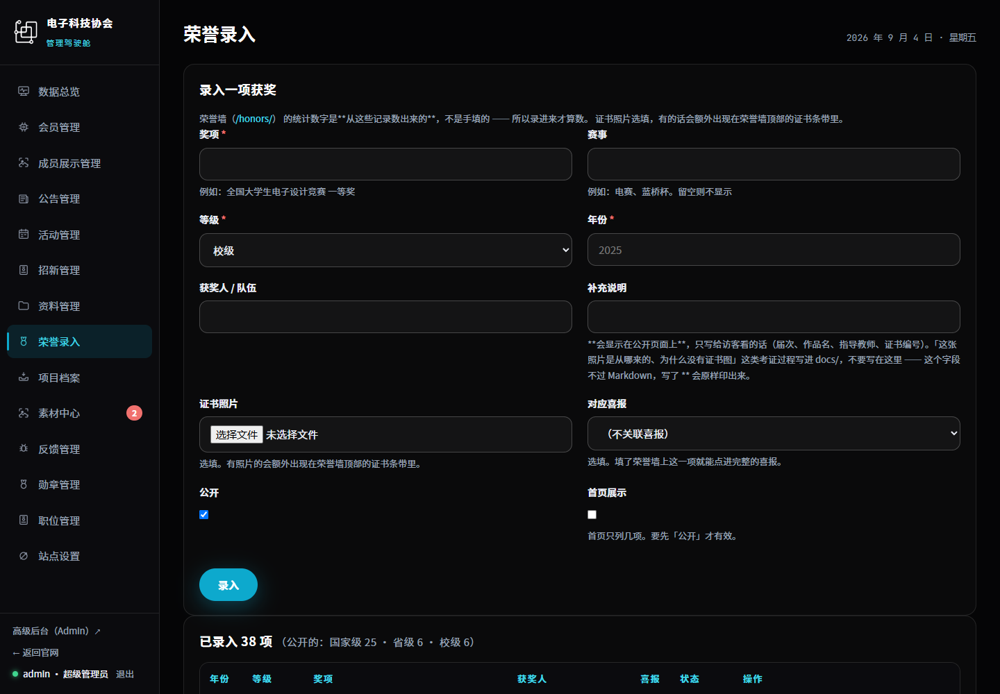 电子科技协会
管理驾驶舱
数据总览
会员管理
成员展示管理
公告管理
活动管理
招新管理
资料管理
荣誉录入
项目档案
素材中心
2
反馈管理
勋章管理
职位管理
站点设置
高级后台（Admin）↗
← 返回官网
admin · 超级管理员 退出
荣誉录入
2026 年 9 月 4 日 · 星期五
录入一项获奖
荣誉墙（/honors/） 的统计数字是**从这些记录数出来的**，不是手填的 —— 所以录进来才算数。 证书照片选填，有的话会额外出现在荣誉墙顶部的证书条带里。
奖项 *
例如：全国大学生电子设计竞赛 一等奖
赛事
例如：电赛、蓝桥杯。留空则不显示
等级 *
校级
年份 *
2025
获奖人 / 队伍
补充说明
**会显示在公开页面上**，只写给访客看的话（届次、作品名、指导教师、证书编号）。「这张
照片是从哪来的、为什么没有证书图」这类考证过程写进 docs/，不要写在这里 —— 这个字段
不过 Markdown，写了 ** 会原样印出来。
证书照片
选择文件 未选择文件
选填。有照片的会额外出现在荣誉墙顶部的证书条带里。
对应喜报
（不关联喜报）
选填。填了荣誉墙上这一项就能点进完整的喜报。
公开
首页展示
首页只列几项。要先「公开」才有效。
录入
已录入 38 项 （公开的：国家级 25 · 省级 6 · 校级 6）
年份 等级 奖项 获奖人 喜报 状态 操作